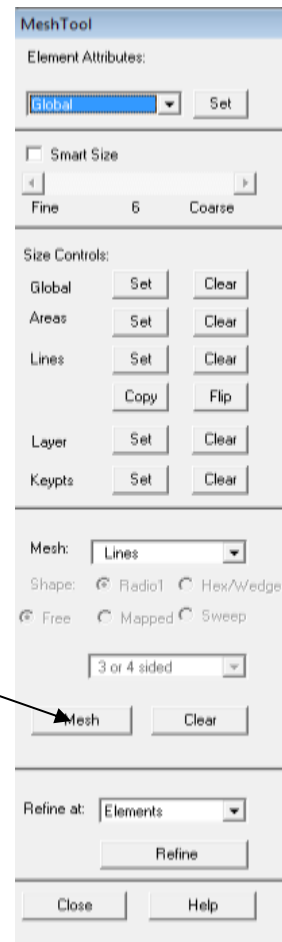 MeshTool
Element Attributes:
Global Set
Smart Size
Fine 6 Coarse
Size Controls:
Global Set Clear
Areas Set Clear
Lines Set Clear
Copy Flip
Layer Set Clear
Keypts Set Clear
Mesh: Lines
Shape: Radio1 Hex/Wedge
Free Mapped Sweep
3 or 4 sided
Mesh Clear
Refine at: Elements
Refine
Close Help